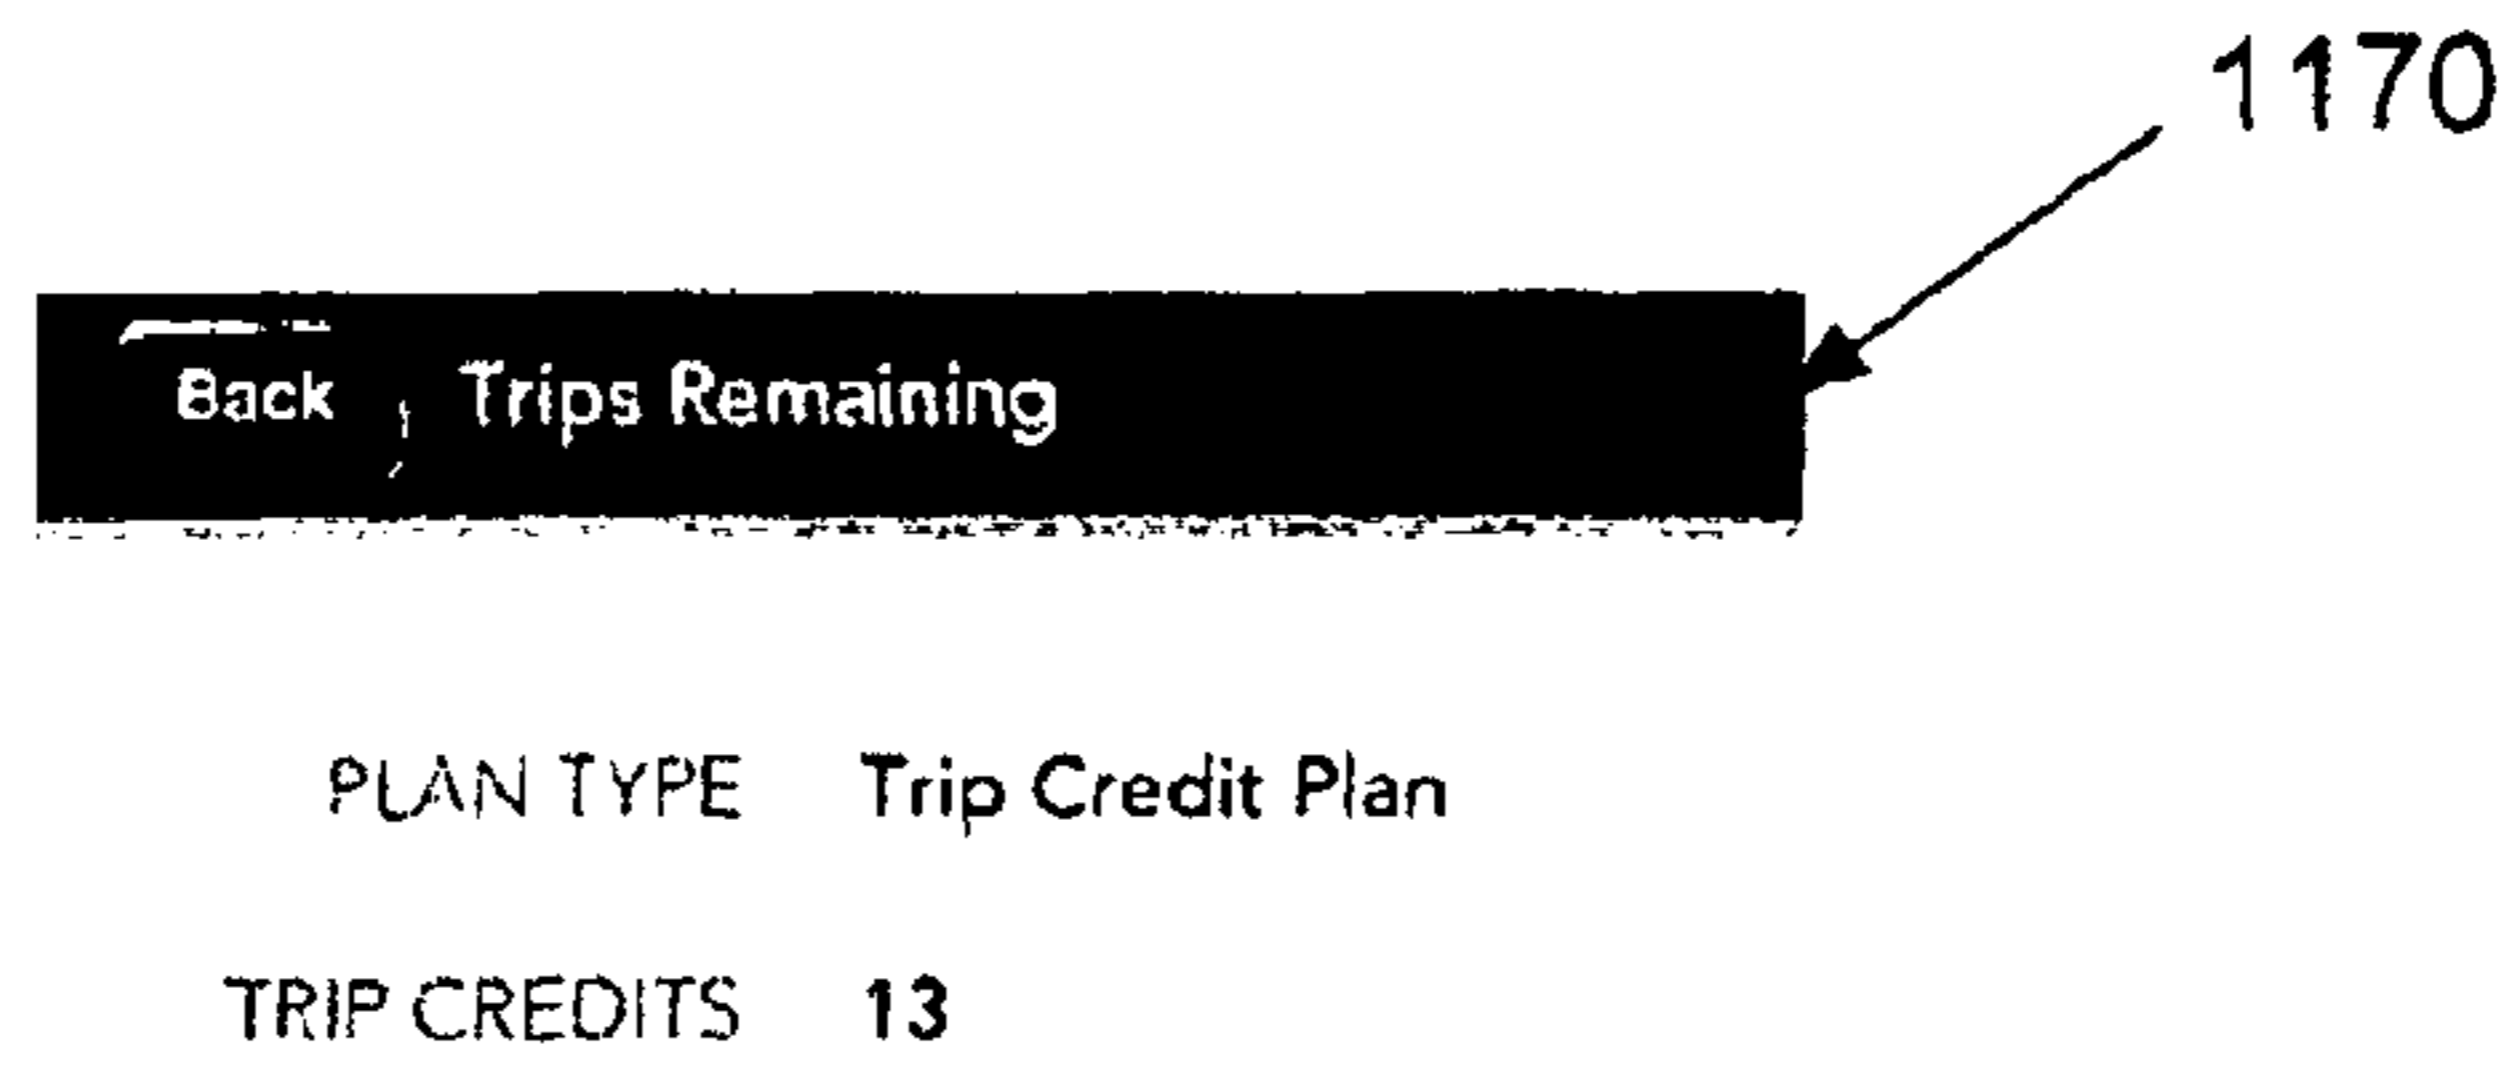 1170
Back Trips Remaining
PLAN TYPE Trip Credit Plan
TRIP CREDITS 13